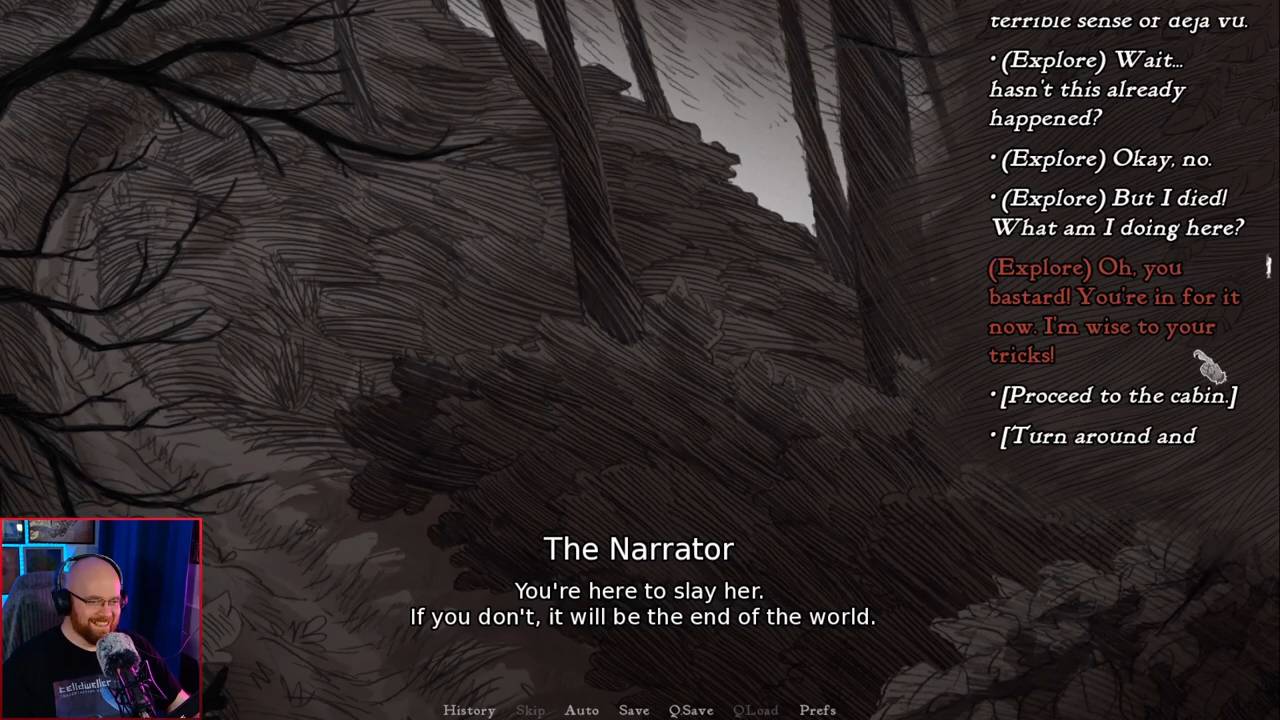 terrible sense of deja vu.
• (Explore) Wait...
hasn't this already
happened?
• (Explore) Okay, no.
• (Explore) But I died!
What am I doing here?
(Explore) Oh, you
bastard! You're in for it
now. I'm wise to your
tricks!
• [Proceed to the cabin.]
• [Turn around and
The Narrator
You're here to slay her.
If you don't, it will be the end of the world.
celldweller
History Skip Auto Save Q.Save Q.Load Prefs